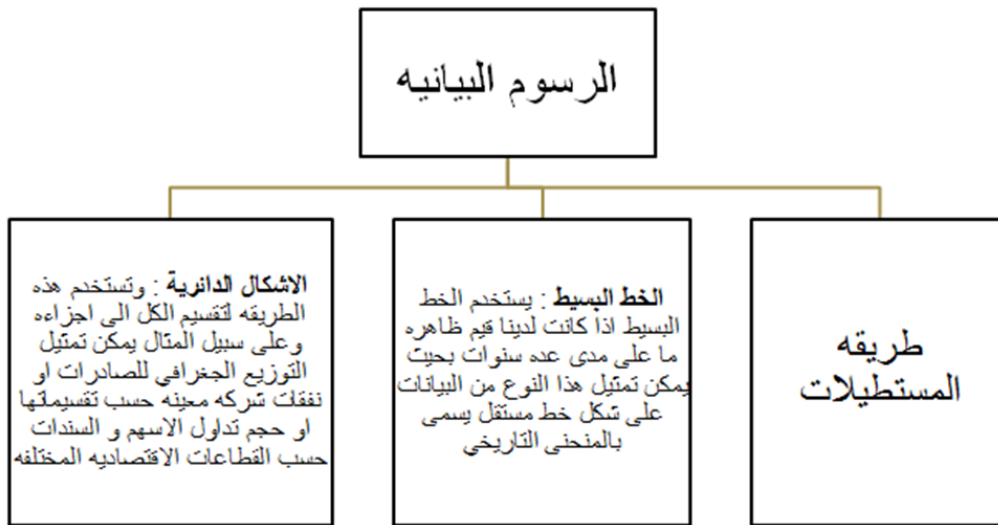 الرسوم البيانيه
طريقه
المستطيلات
الخط البسيط : يستخدم الخط
البسيط اذا كانت لدينا قيم ظاهره
ما على مدى عده سنوات بحيث
يمكن تمثيل هذا النوع من البيانات
على شكل خط مستقل يسمى
بالمنحنى التاريخي
الاشكال الدائرية : وتستخدم هذه
الطريقه لتقسيم الكل الى اجزاءه
وعلى سبيل المثال يمكن تمثيل
التوزيع الجغرافي للصادرات او
نفقات شركه معينه حسب تقسيماتها
او حجم تداول الاسهم و السندات
حسب القطاعات الاقتصاديه المختلفه